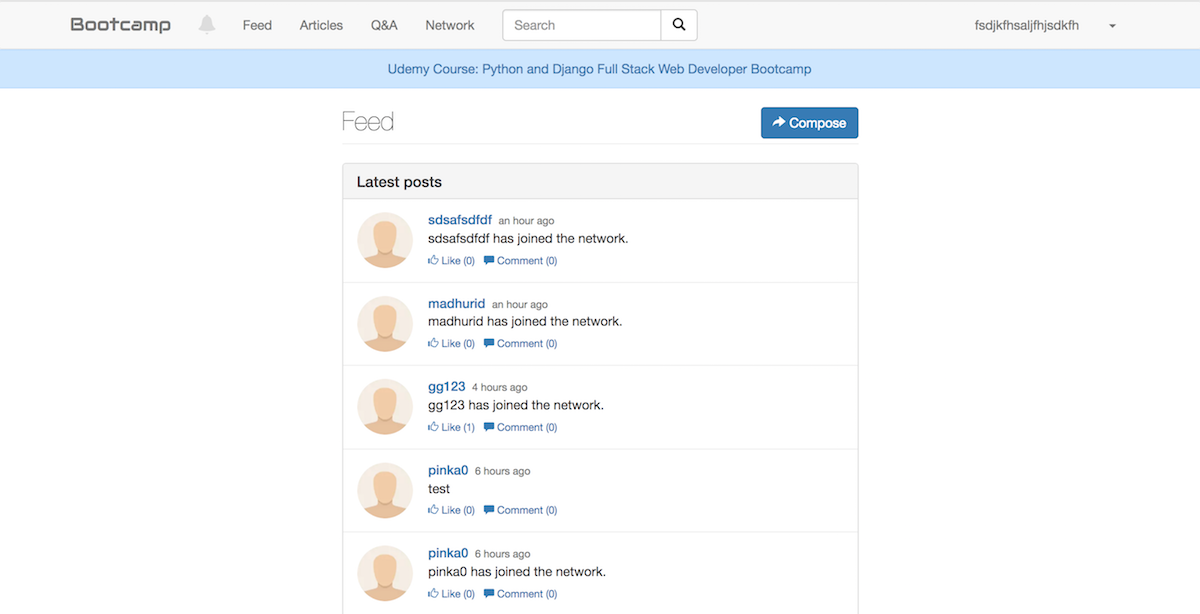 Bootcamp Feed Articles Q&A Network Search fsdjkfhsaljfhjsdkfh
Udemy Course: Python and Django Full Stack Web Developer Bootcamp
Feed Compose
Latest posts
sdsafsdfdf an hour ago
sdsafsdfdf has joined the network.
Like (0) Comment (0)
madhurid an hour ago
madhurid has joined the network.
Like (0) Comment (0)
gg123 4 hours ago
gg123 has joined the network.
Like (1) Comment (0)
pinka0 6 hours ago
test
Like (0) Comment (0)
pinka0 6 hours ago
pinka0 has joined the network.
Like (0) Comment (0)